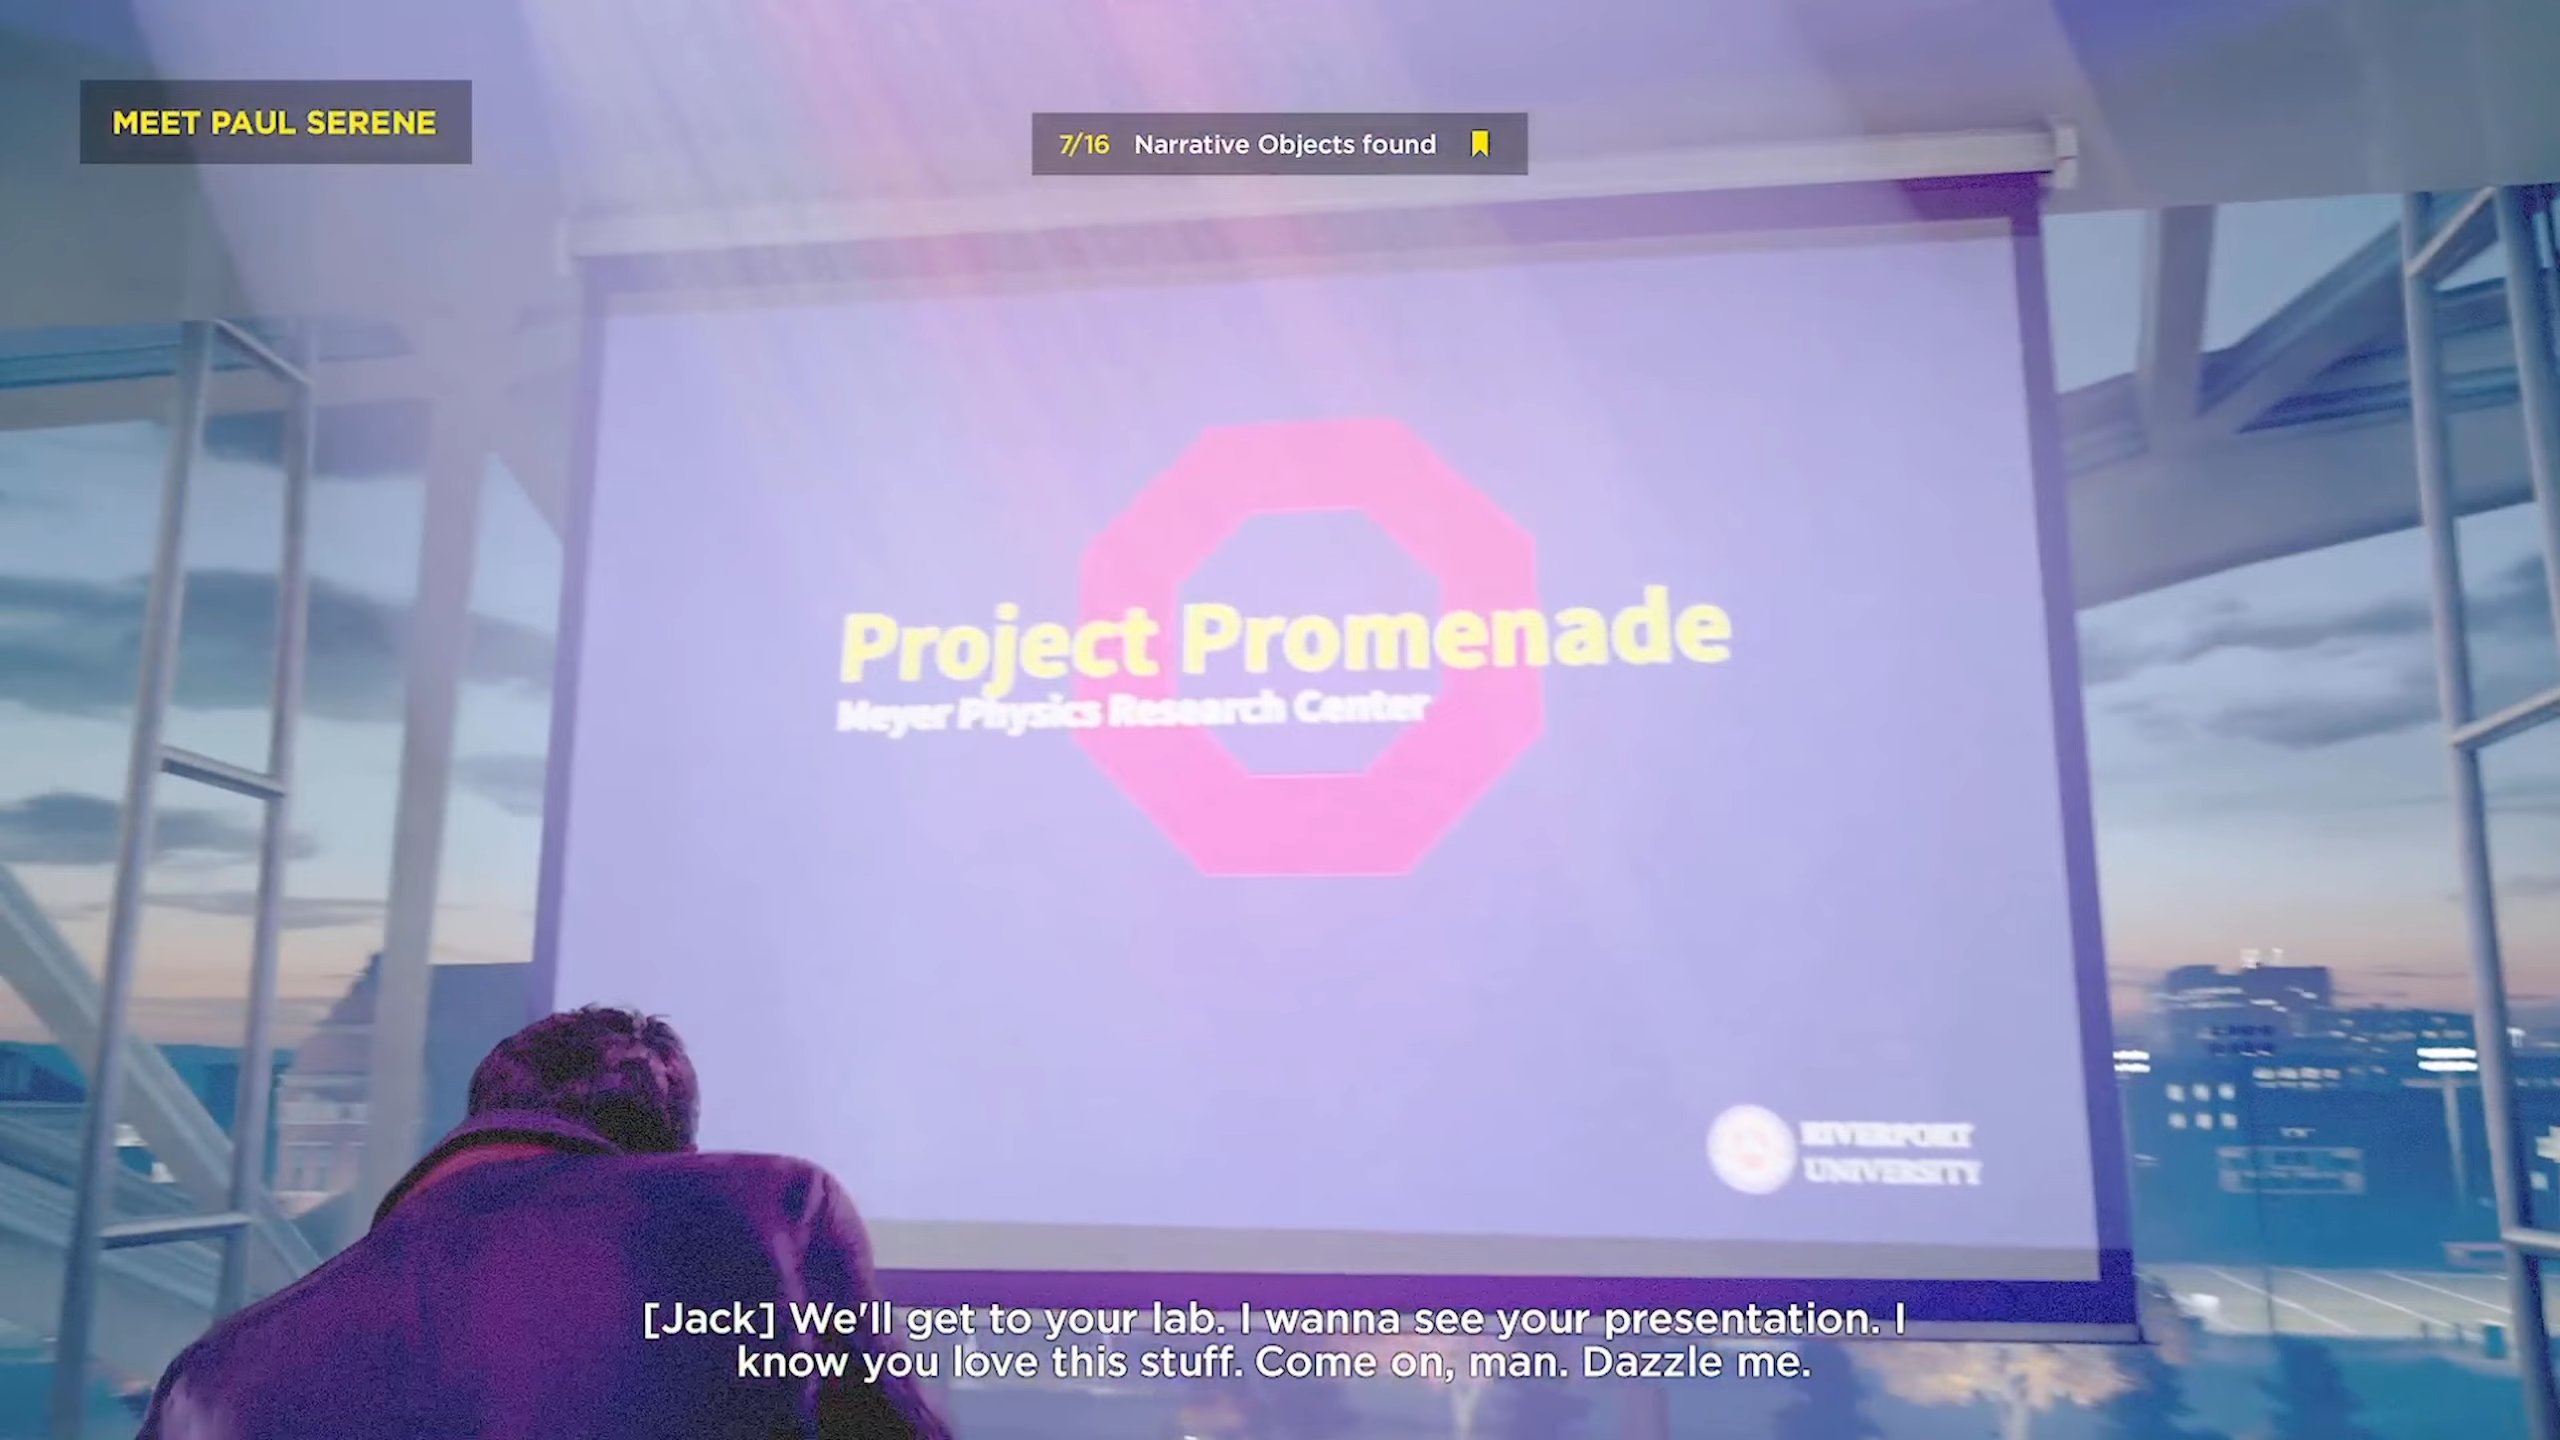 MEET PAUL SERENE
7/16 Narrative Objects found
Project Promenade
Meyer Physics Research Center
RIVERPORT
UNIVERSITY
[Jack] We'll get to your lab. I wanna see your presentation. I
know you love this stuff. Come on, man. Dazzle me.